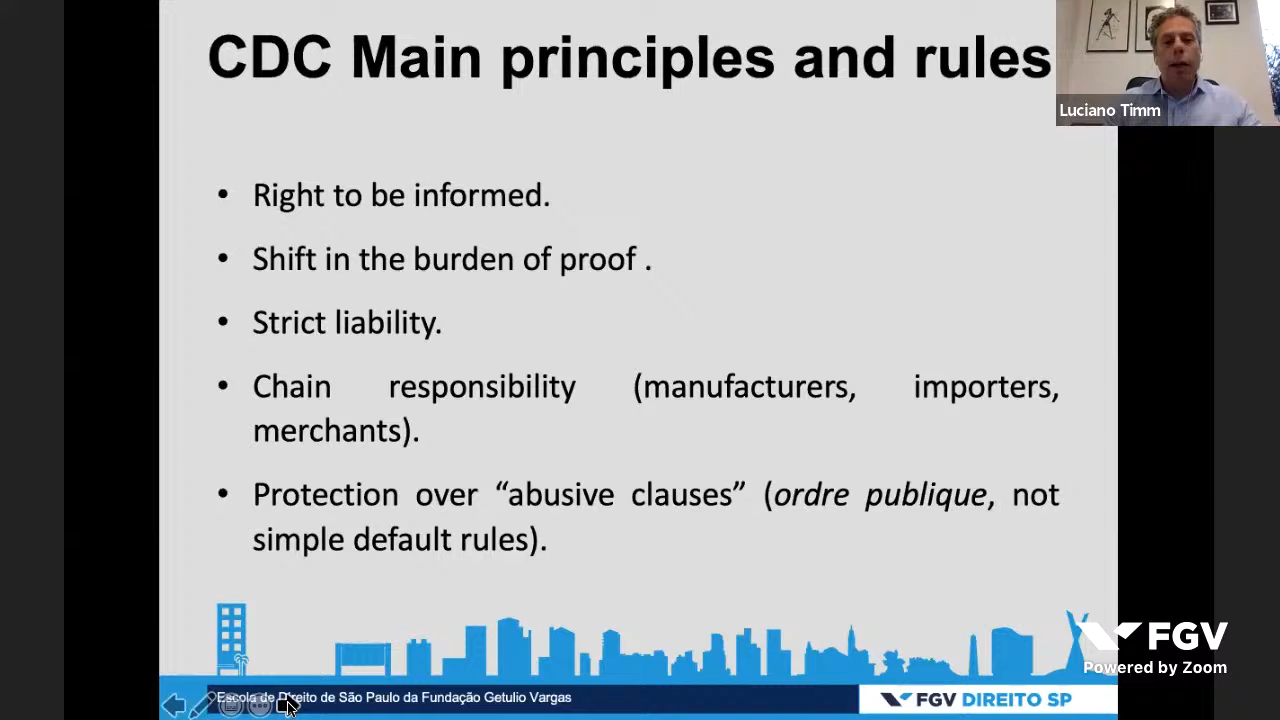 CDC Main principles and rules
Luciano Timm
• Right to be informed.
• Shift in the burden of proof .
• Strict liability.
• Chain responsibility (manufacturers, importers,
merchants).
• Protection over “abusive clauses” (ordre publique, not
simple default rules).
FGV
Powered by Zoom
Escola de Direito de São Paulo da Fundação Getulio Vargas
FGV DIREITO SP